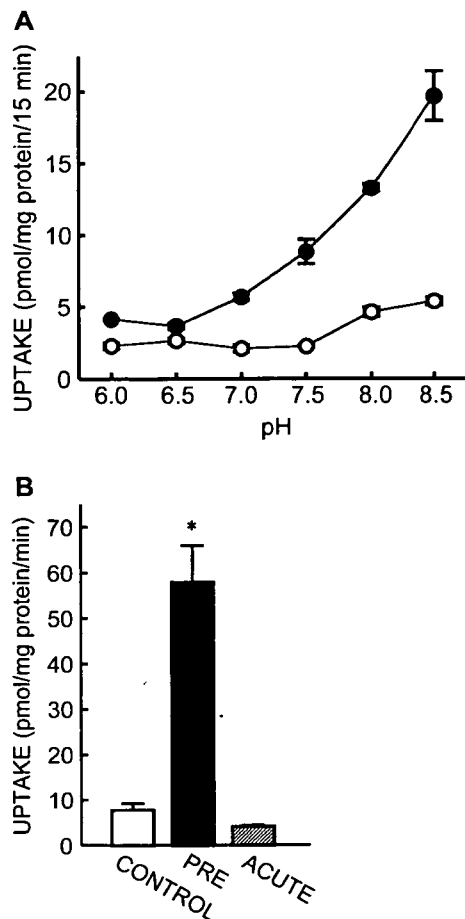 A
UPTAKE (pmol/mg protein/15 min)
20
15
10
5
0
6.0 6.5 7.0 7.5 8.0 8.5
pH
B
UPTAKE (pmol/mg protein/min)
70
60
50
40
30
20
10
0
*
CONTROL PRE ACUTE